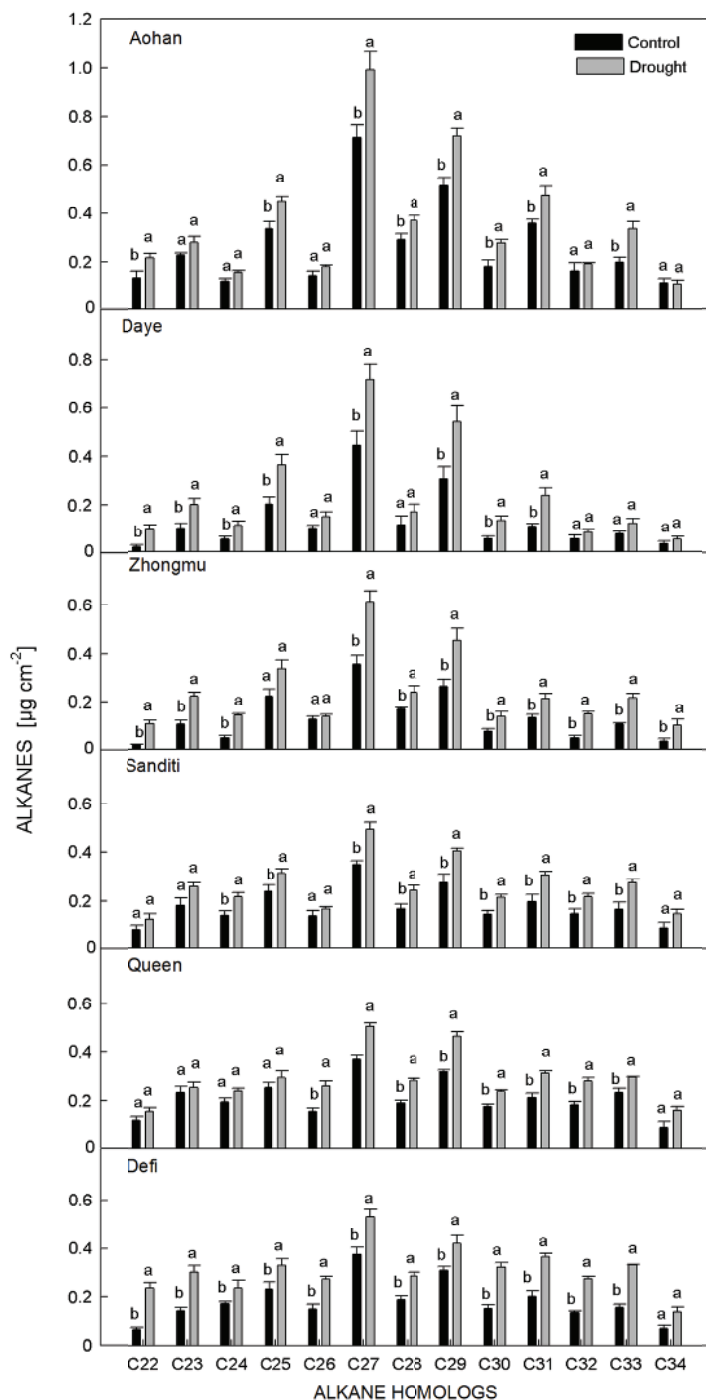 Aohan
Control
Drought
1.2
1.0
0.8
0.6
0.4
0.2
0
b a a a a a b a a a b a b a b a b a b a a a b a a a
Daye
0.8
0.6
0.4
0.2
0
b a b a b a b a a a b a a a b a b a b a a a a a a a
Zhongmu
0.6
0.4
0.2
0
b a b a b a a a a a b a b a b a b a b a b a b a b a
Sanditi
0.6
0.4
0.2
0
a a a a b a b a a a b a b a b a b a b a b a b a a a
Queen
0.6
0.4
0.2
0
a a a a a a a a b a b a b a b a b a b a b a b a a a
Defi
0.6
0.4
0.2
0
b a b a b a b a b a b a b a b a b a b a b a b a a a
C22 C23 C24 C25 C26 C27 C28 C29 C30 C31 C32 C33 C34
ALKANE HOMOLOGS
ALKANES [µg cm⁻²]